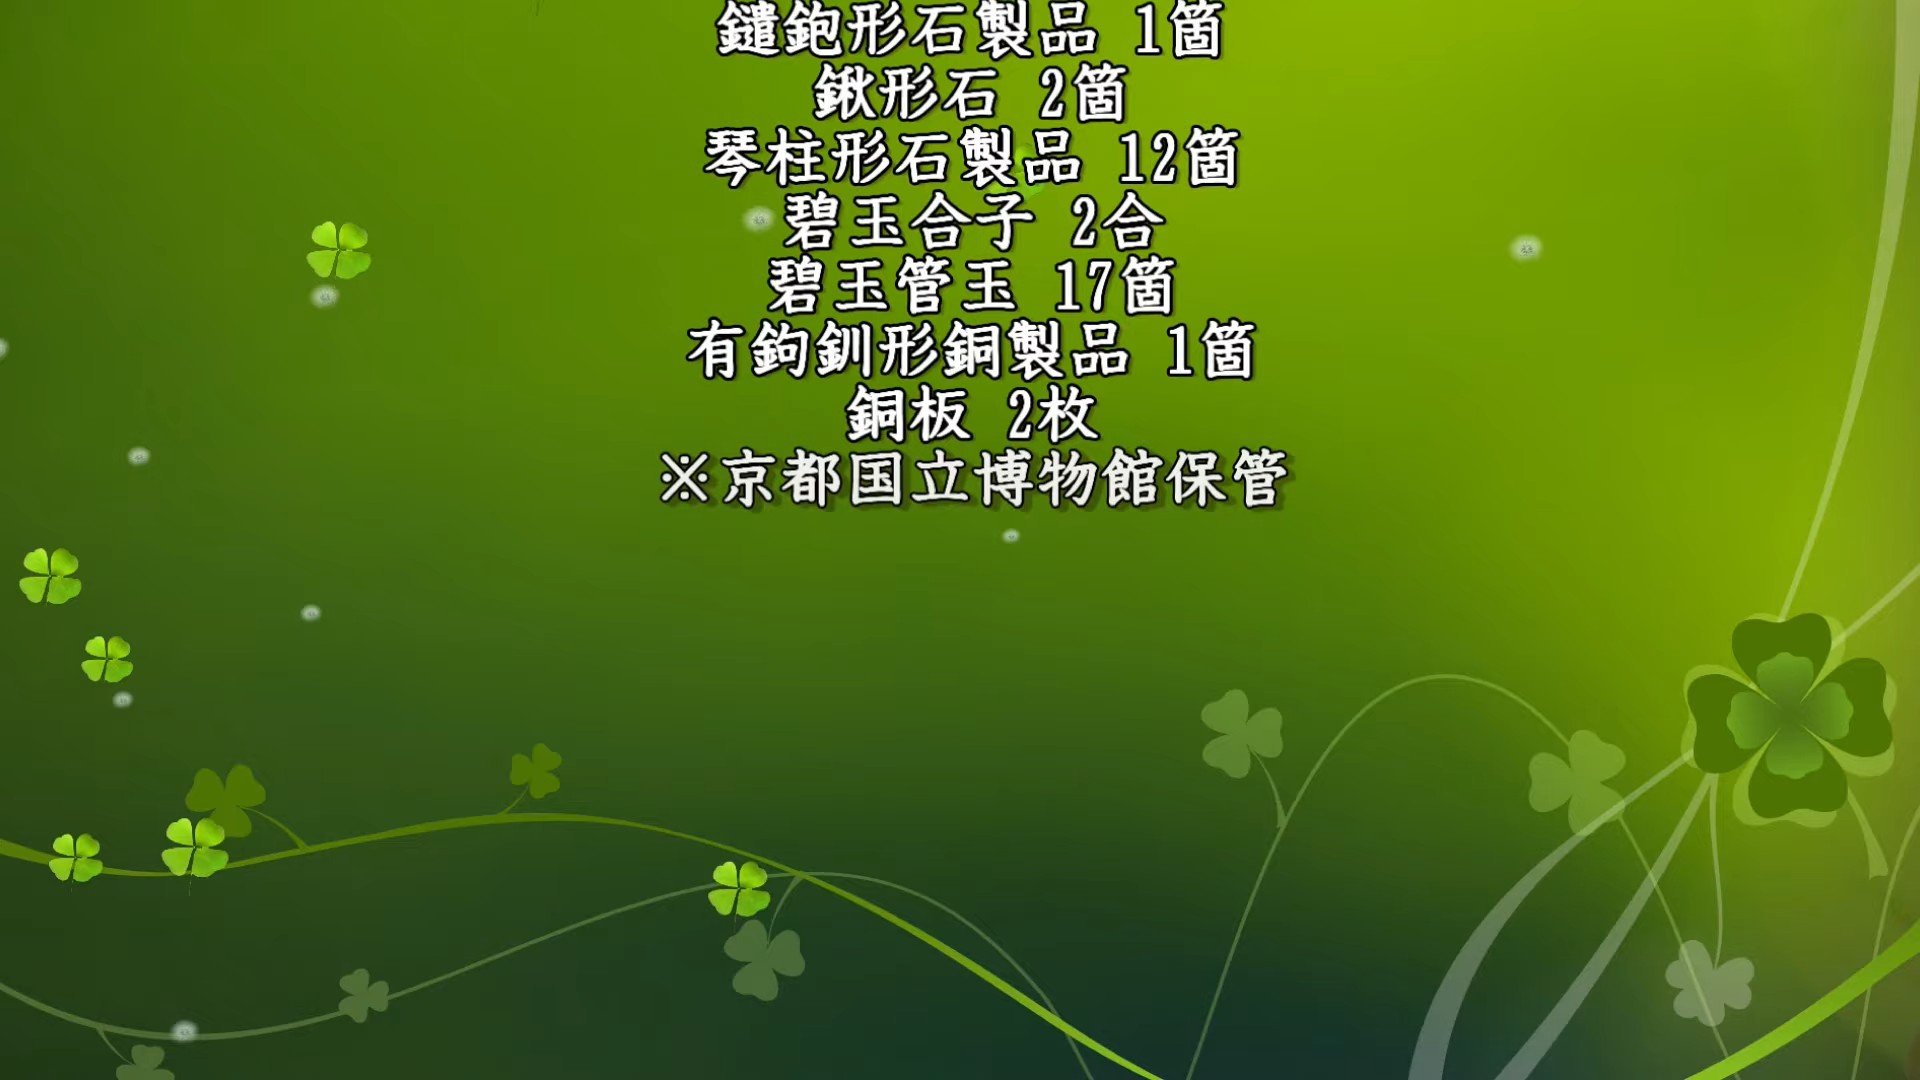 鑓鉋形石製品 1箇
鍬形石 2箇
琴柱形石製品 12箇
碧玉合子 2合
碧玉管玉 17箇
有鉤釧形銅製品 1箇
銅板 2枚
※京都国立博物館保管